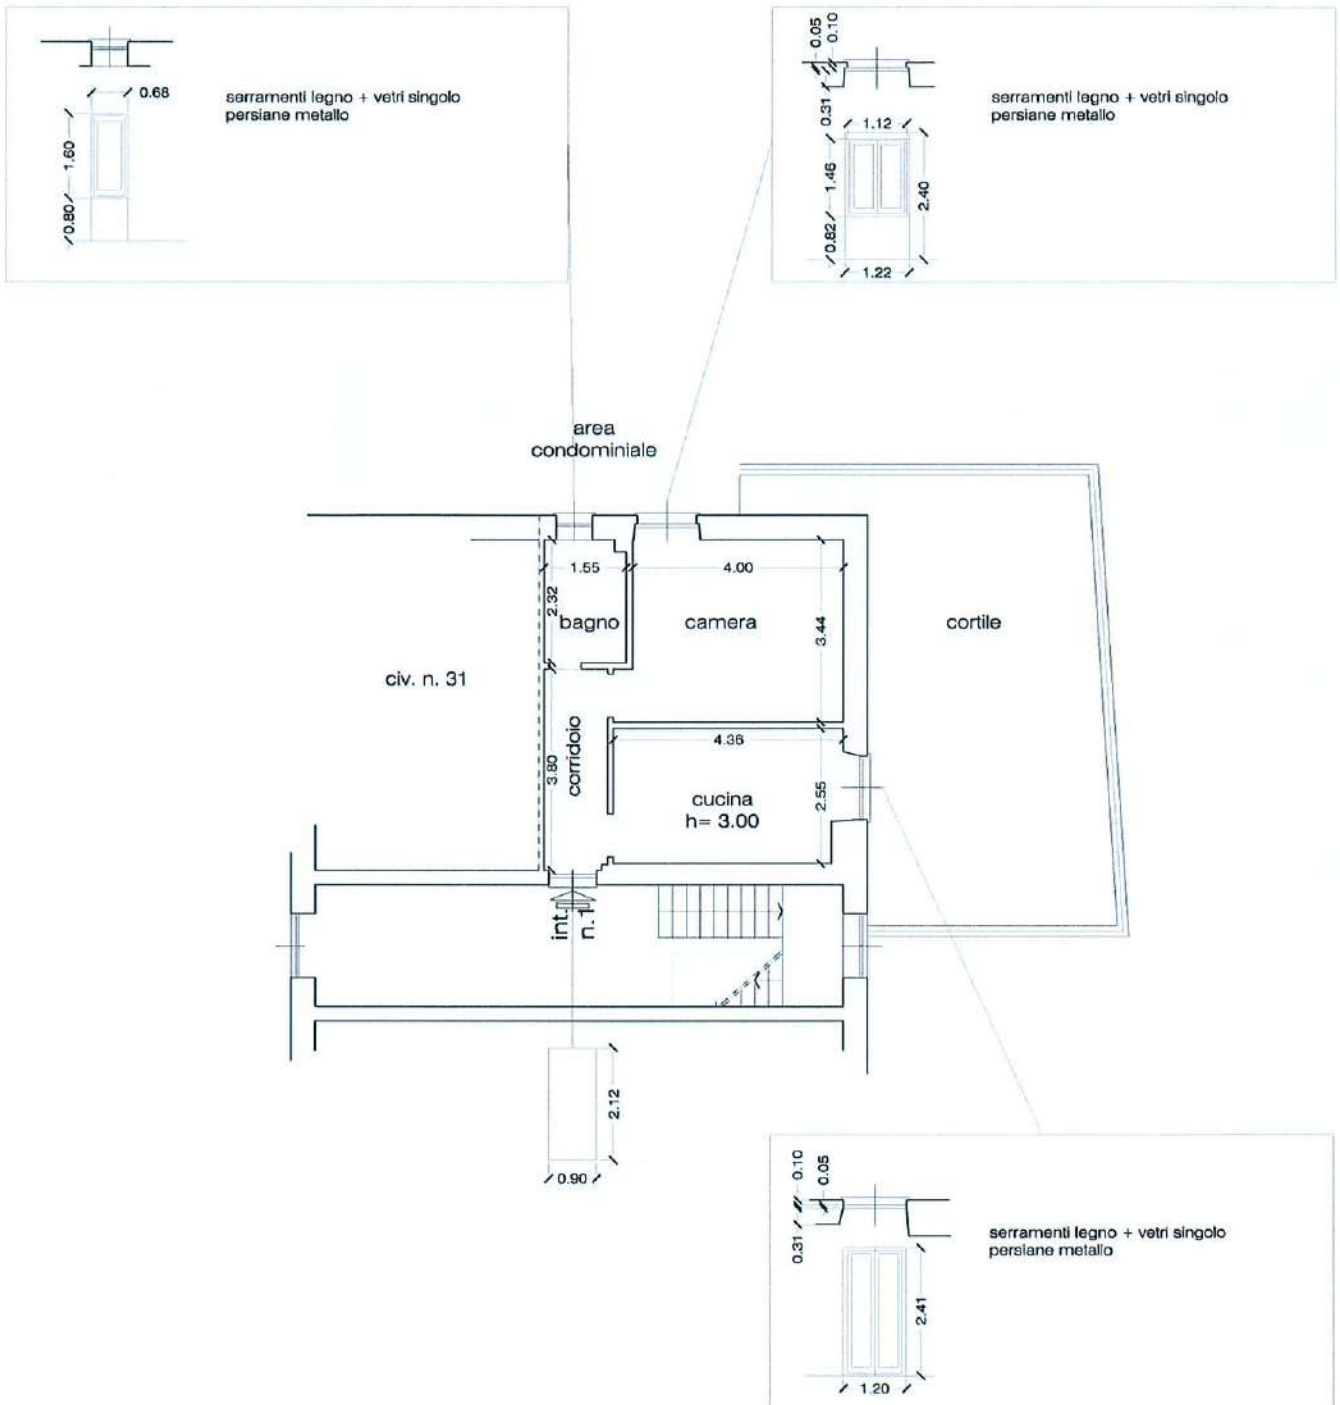 0.68
serramenti legno + vetri singolo
persiane metallo
1.60
0.80
0.05
0.10
0.31
1.12
1.46
2.40
0.82
1.22
serramenti legno + vetri singolo
persiane metallo
area
condominiale
1.55
4.00
2.32
bagno
camera
3.44
cortile
civ. n. 31
corridoio
3.80
4.36
cucina
h= 3.00
2.55
int.
n. 1
2.12
0.90
0.10
0.05
0.31
serramenti legno + vetri singolo
persiane metallo
2.41
1.20